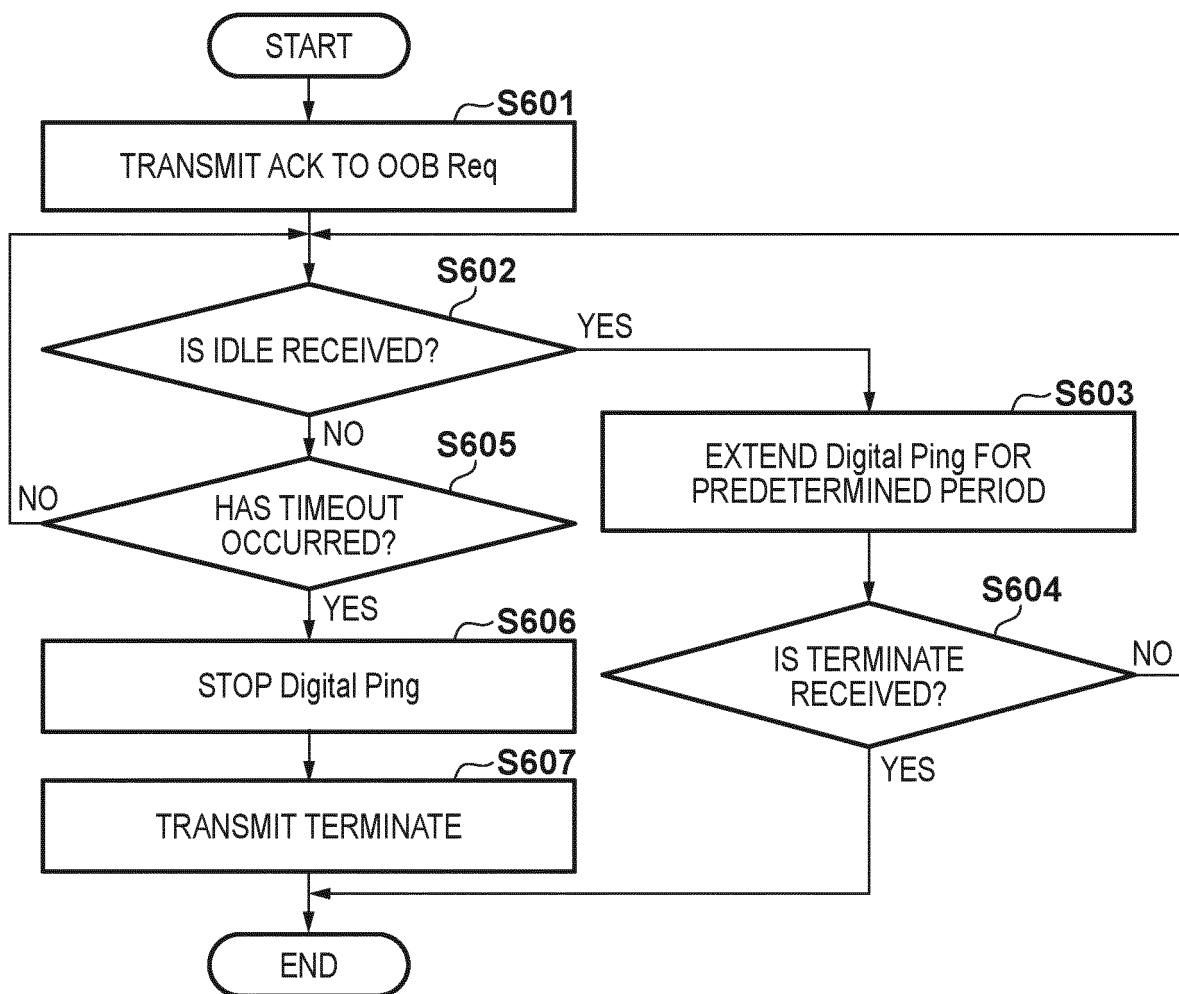 START
S601
TRANSMIT ACK TO OOB Req
S602
IS IDLE RECEIVED?
YES
NO
S603
EXTEND Digital Ping FOR
PREDETERMINED PERIOD
S605
HAS TIMEOUT
OCCURRED?
NO
YES
S604
IS TERMINATE
RECEIVED?
NO
YES
S606
STOP Digital Ping
S607
TRANSMIT TERMINATE
END